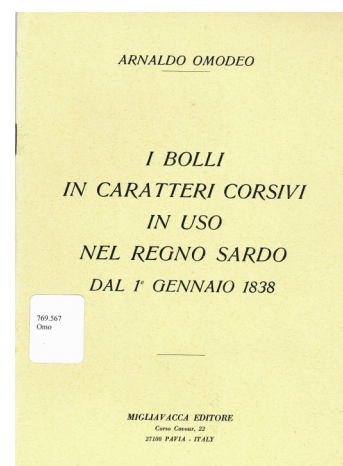 ARNALDO OMODEO
I BOLLI
IN CARATTERI CORSIVI
IN USO
NEL REGNO SARDO
DAL 1° GENNAIO 1838
769.567
Omo
MIGLIAVACCA EDITORE
Corso Cavour, 22
27100 PAVIA - ITALY